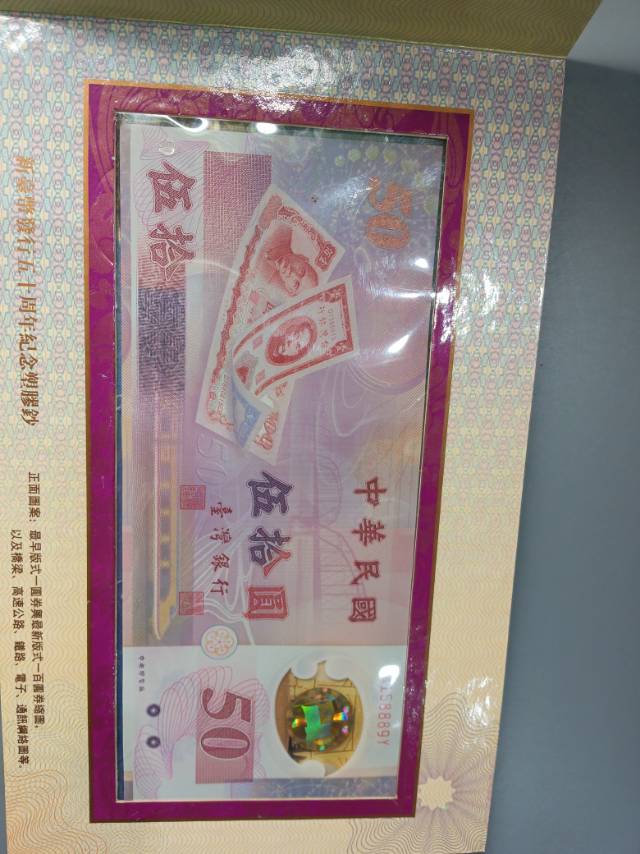 中華民國
50
伍拾
伍拾圓
臺灣銀行
50
新臺幣發行五十周年紀念塑膠鈔
正面圖案：最早版式一圓券與最新版式一百圓券縮圖，
以及橋梁、高速公路、鐵路、電子、通訊網絡圖等。